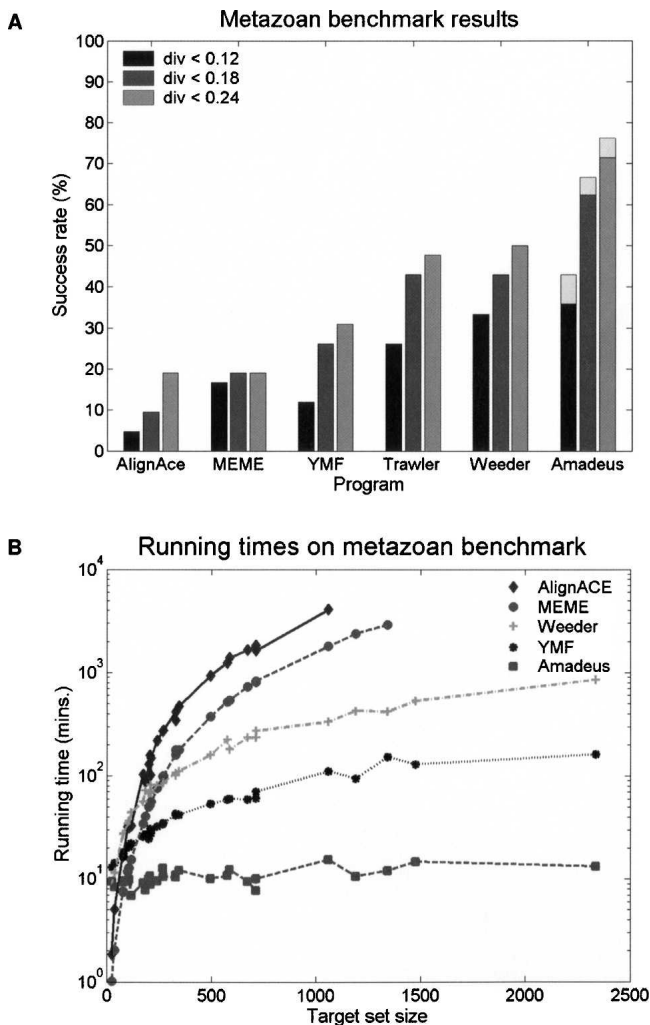 A
Metazoan benchmark results
100
90
80
70
60
50
40
30
20
10
0
Success rate (%)
div < 0.12
div < 0.18
div < 0.24
AlignAce MEME YMF Trawler Weeder Amadeus
Program
B
Running times on metazoan benchmark
10^4
10^3
10^2
10^1
10^0
Running time (mins.)
AlignACE
MEME
Weeder
YMF
Amadeus
0 500 1000 1500 2000 2500
Target set size